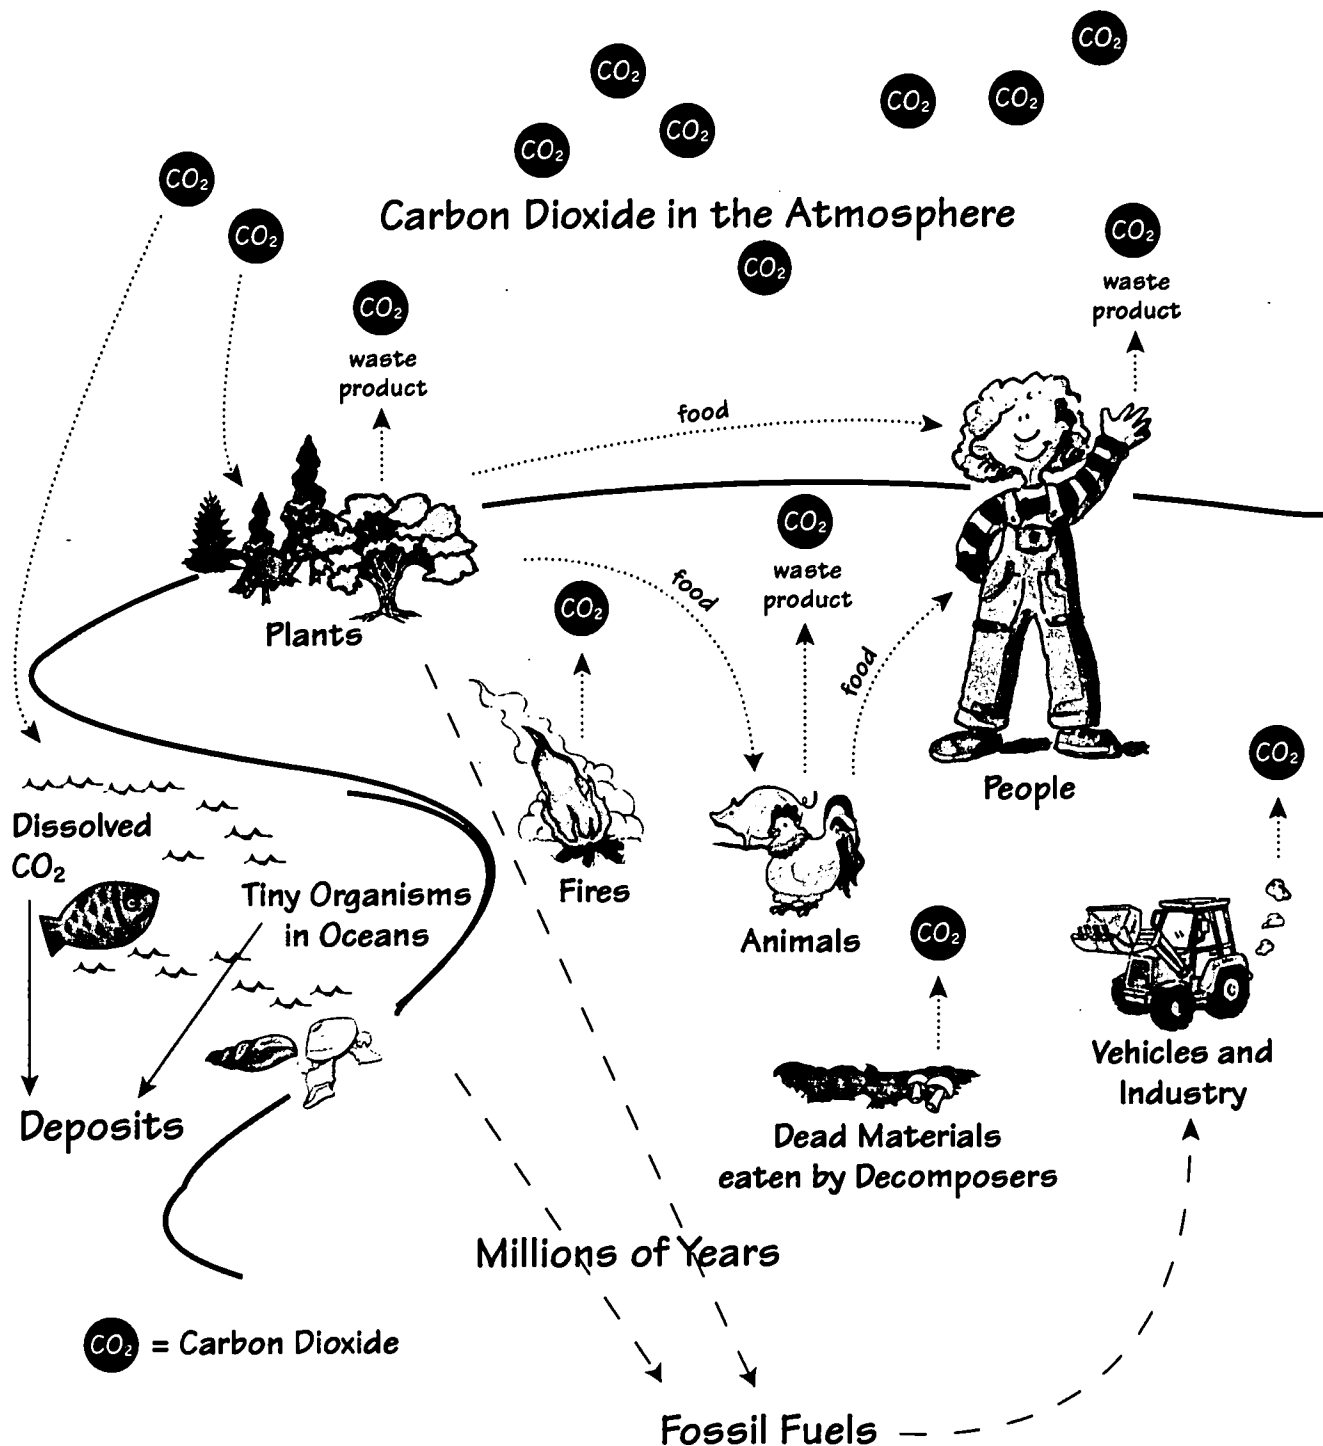 CO₂
CO₂
CO₂
CO₂
CO₂
CO₂
CO₂
CO₂
Carbon Dioxide in the Atmosphere
CO₂
CO₂
CO₂
waste
product
CO₂
waste
product
food
CO₂
waste
product
food
CO₂
food
Plants
Fires
Animals
People
CO₂
Dissolved
CO₂
Tiny Organisms
in Oceans
Deposits
CO₂
Dead Materials
eaten by Decomposers
Vehicles and
Industry
Millions of Years
CO₂ = Carbon Dioxide
Fossil Fuels